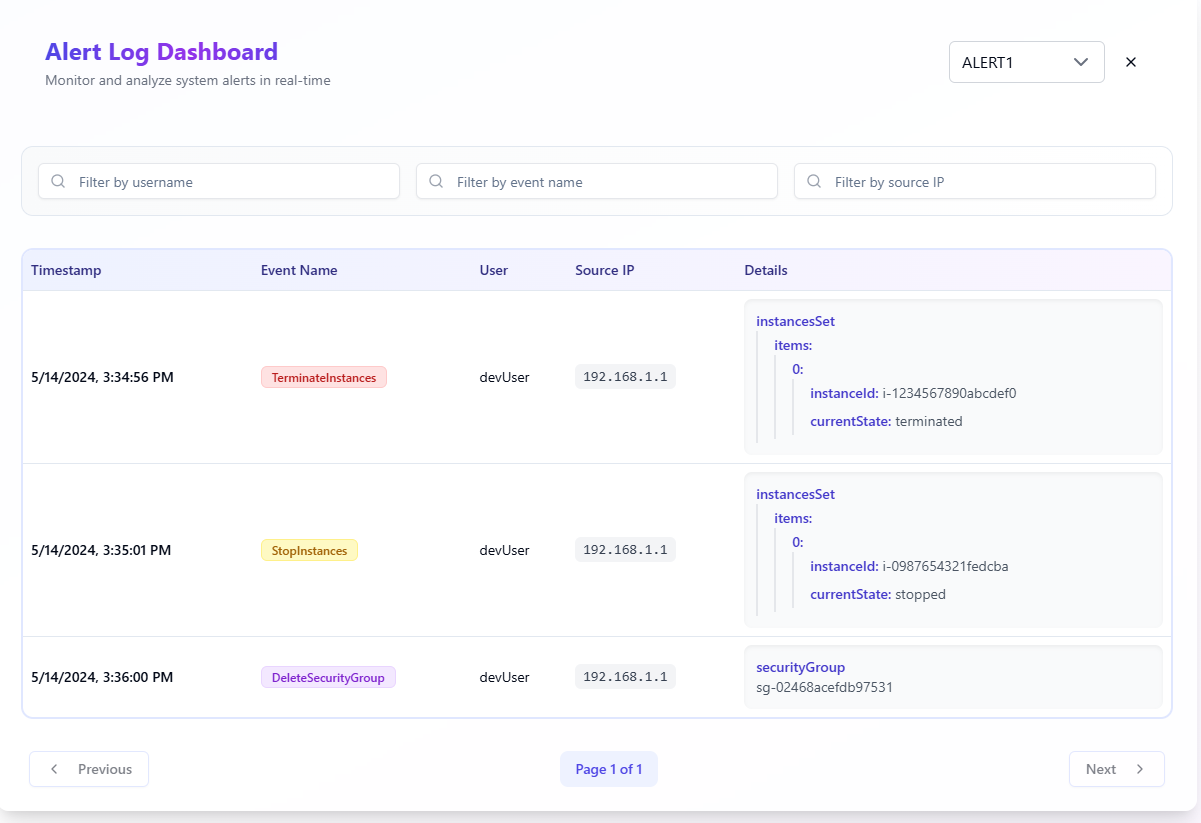 Alert Log Dashboard
Monitor and analyze system alerts in real-time
ALERT1
Filter by username
Filter by event name
Filter by source IP
Timestamp Event Name User Source IP Details
5/14/2024, 3:34:56 PM TerminateInstances devUser 192.168.1.1
instancesSet
items:
0:
instanceId: i-1234567890abcdef0
currentState: terminated
5/14/2024, 3:35:01 PM StopInstances devUser 192.168.1.1
instancesSet
items:
0:
instanceId: i-0987654321fedcba
currentState: stopped
5/14/2024, 3:36:00 PM DeleteSecurityGroup devUser 192.168.1.1
securityGroup
sg-02468acefdb97531
Previous Page 1 of 1 Next